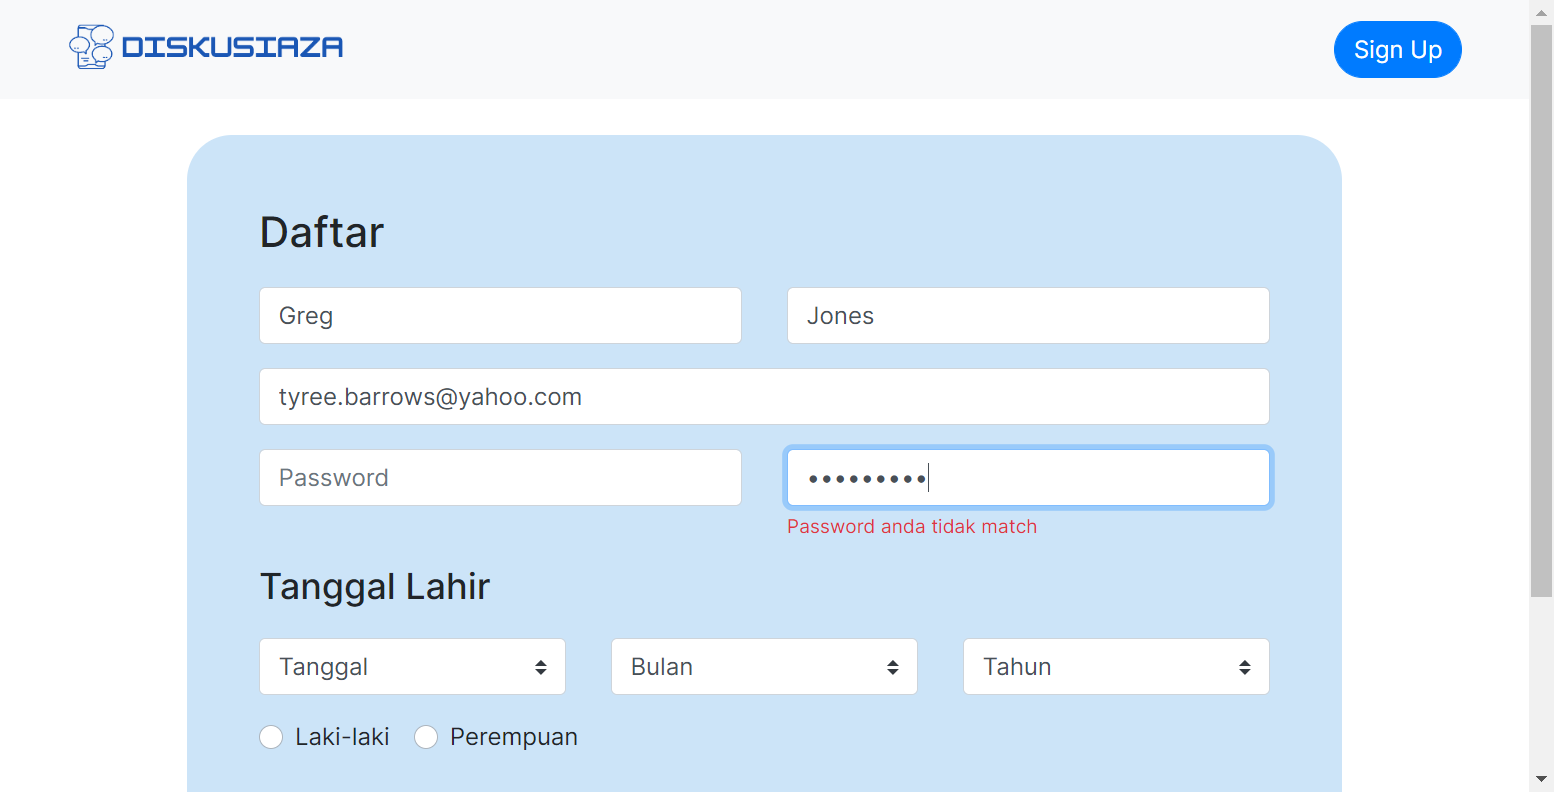 DISKUSIAZA
Sign Up
Daftar
Greg
Jones
tyree.barrows@yahoo.com
Password
•••••••••
Password anda tidak match
Tanggal Lahir
Tanggal
Bulan
Tahun
Laki-laki
Perempuan